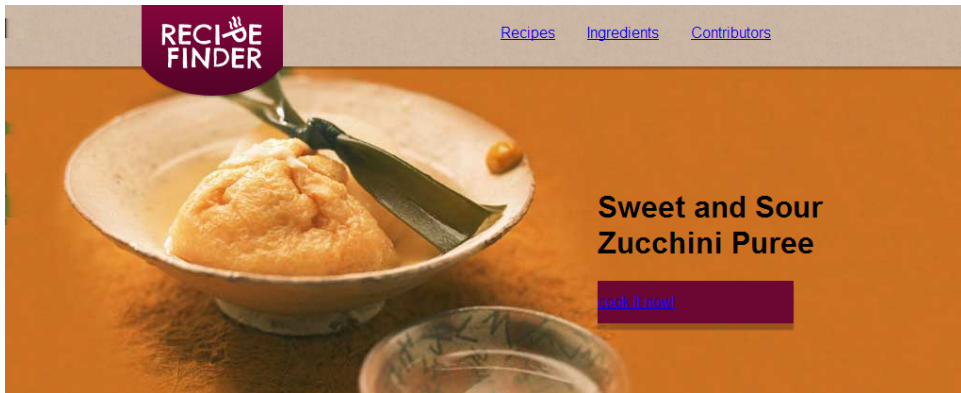 RECIPE
FINDER
Recipes Ingredients Contributors
Sweet and Sour
Zucchini Puree
cook it now!